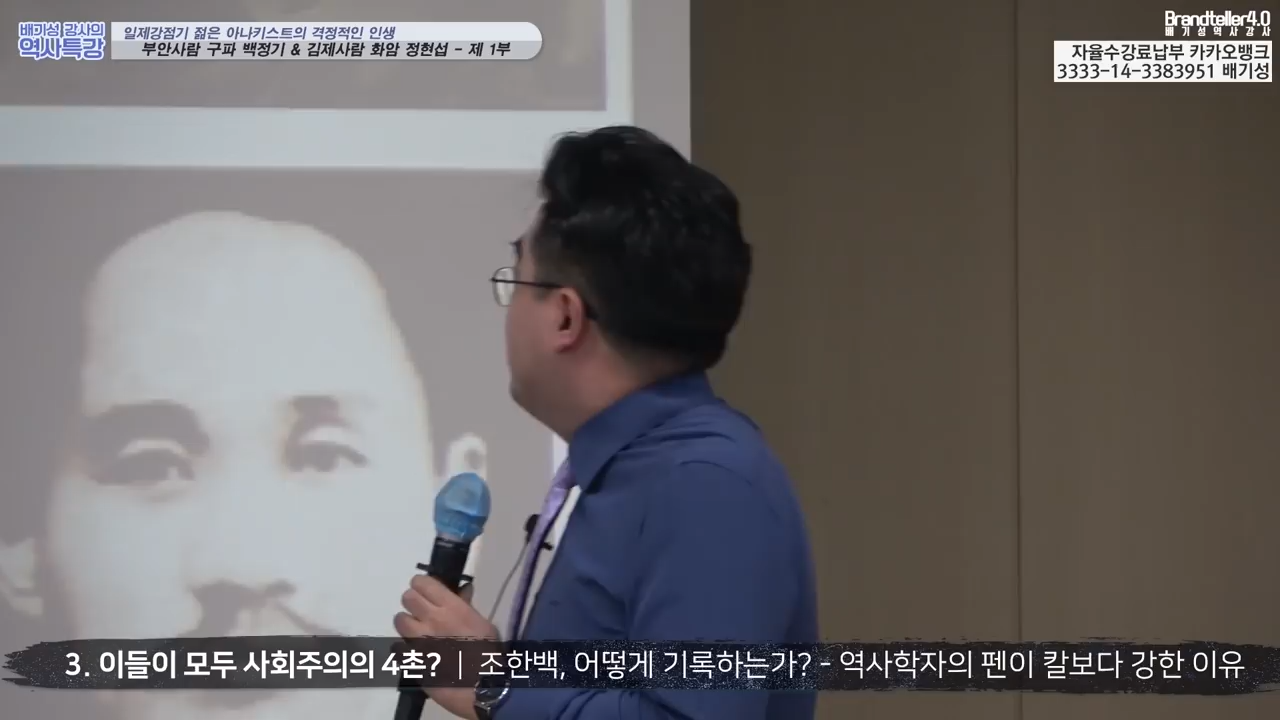 배기성 강사의
역사특강
일제강점기 젊은 아나키스트의 격정적인 인생
부안사람 구파 백정기 & 김제사람 화암 정현섭 - 제 1부
Brandteller4.0
배기성역사강사
자율수강료납부 카카오뱅크
3333-14-3383951 배기성
3. 이들이 모두 사회주의의 4촌? | 조한백, 어떻게 기록하는가? - 역사학자의 펜이 칼보다 강한 이유